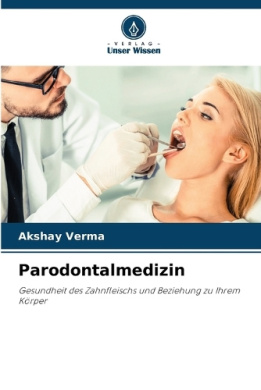 - VERLAG -
Unser Wissen
Akshay Verma
Parodontalmedizin
Gesundheit des Zahnfleischs und Beziehung zu Ihrem
Körper